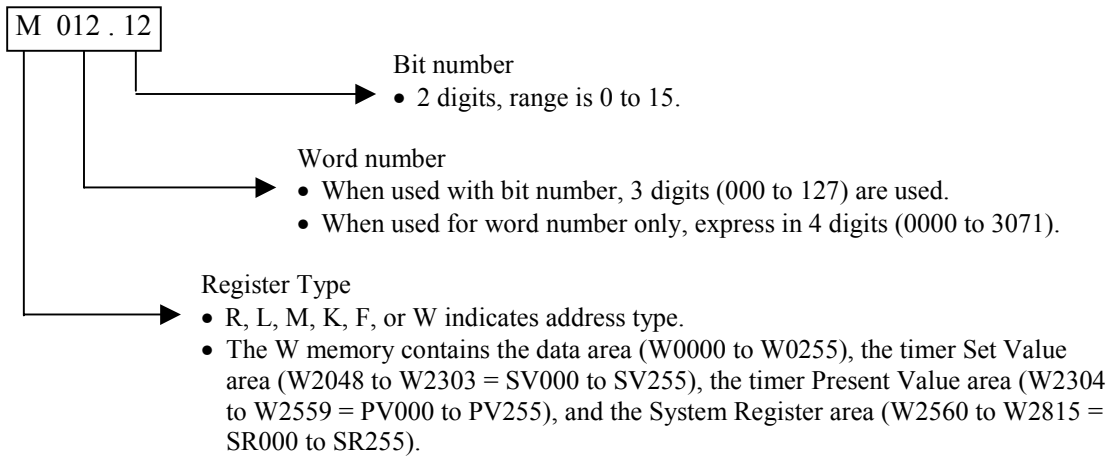 M 012 . 12
Bit number
• 2 digits, range is 0 to 15.
Word number
• When used with bit number, 3 digits (000 to 127) are used.
• When used for word number only, express in 4 digits (0000 to 3071).
Register Type
• R, L, M, K, F, or W indicates address type.
• The W memory contains the data area (W0000 to W0255), the timer Set Value
area (W2048 to W2303 = SV000 to SV255), the timer Present Value area (W2304
to W2559 = PV000 to PV255), and the System Register area (W2560 to W2815 =
SR000 to SR255).